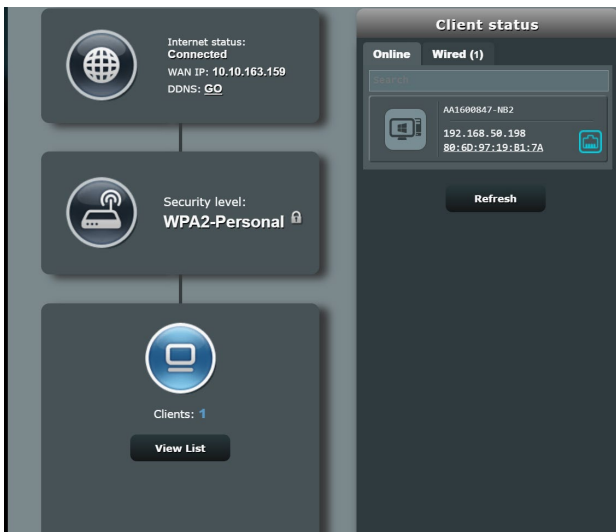 Internet status:
Connected
WAN IP: 10.10.163.159
DDNS: GO
Security level:
WPA2-Personal
Clients: 1
View List
Client status
Online
Wired (1)
Search
AA1600847-NB2
192.168.50.198
80:6D:97:19:B1:7A
Refresh